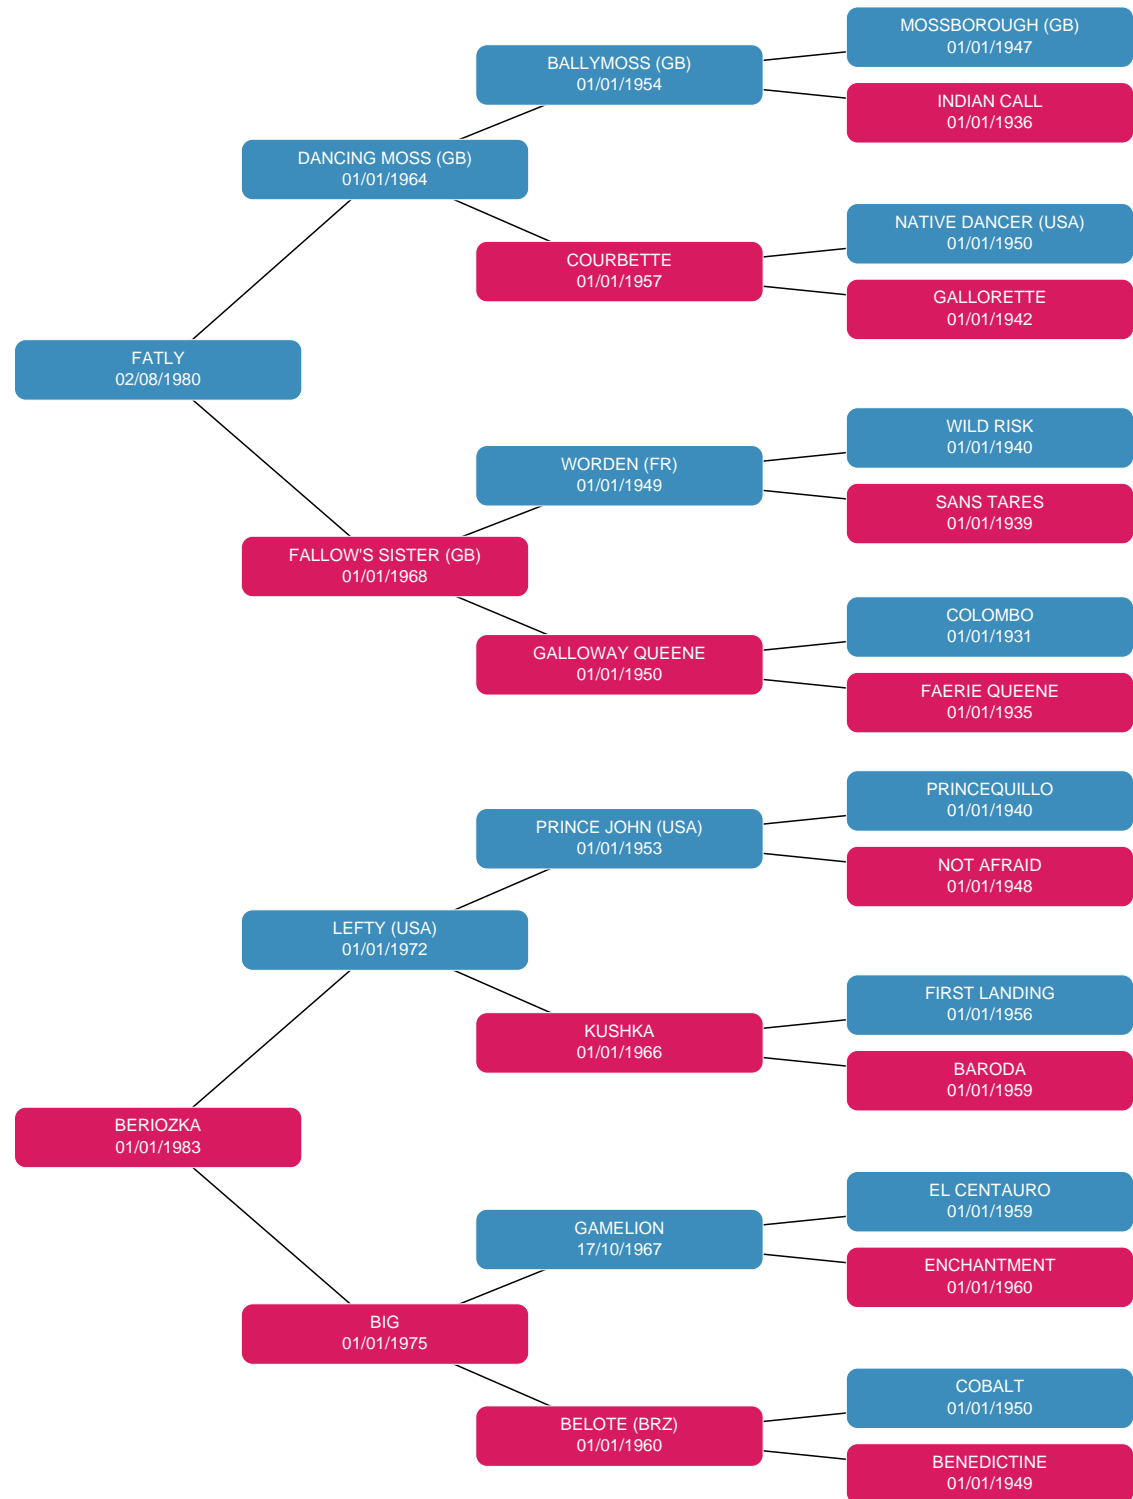 MOSSBOROUGH (GB)
01/01/1947
BALLYMOSS (GB)
01/01/1954
INDIAN CALL
01/01/1936
DANCING MOSS (GB)
01/01/1964
NATIVE DANCER (USA)
01/01/1950
COURBETTE
01/01/1957
GALLORETTE
01/01/1942
FATLY
02/08/1980
WILD RISK
01/01/1940
WORDEN (FR)
01/01/1949
SANS TARES
01/01/1939
FALLOW'S SISTER (GB)
01/01/1968
COLOMBO
01/01/1931
GALLOWAY QUEENE
01/01/1950
FAERIE QUEENE
01/01/1935
PRINCEQUILLO
01/01/1940
PRINCE JOHN (USA)
01/01/1953
NOT AFRAID
01/01/1948
LEFTY (USA)
01/01/1972
FIRST LANDING
01/01/1956
KUSHKA
01/01/1966
BARODA
01/01/1959
BERIOZKA
01/01/1983
EL CENTAURO
01/01/1959
GAMELION
17/10/1967
ENCHANTMENT
01/01/1960
BIG
01/01/1975
COBALT
01/01/1950
BELOTE (BRZ)
01/01/1960
BENEDICTINE
01/01/1949